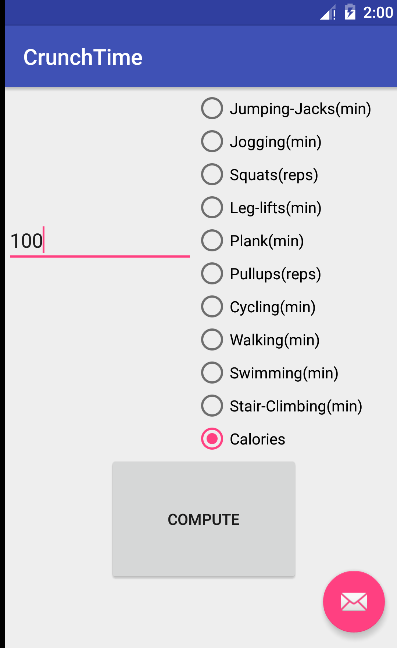 2:00
CrunchTime
Jumping-Jacks(min)
Jogging(min)
Squats(reps)
Leg-lifts(min)
100
Plank(min)
Pullups(reps)
Cycling(min)
Walking(min)
Swimming(min)
Stair-Climbing(min)
Calories
COMPUTE